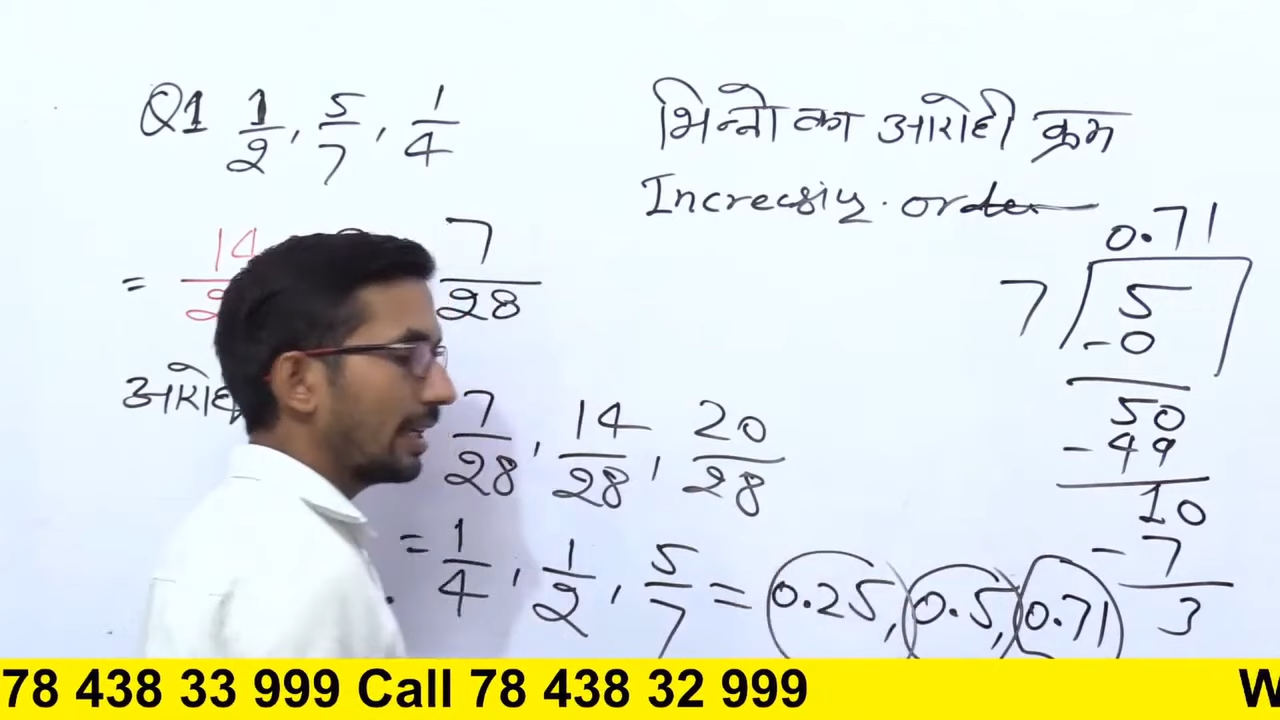 Q1 1/2, 5/7, 1/4
भिन्नो का आरोही क्रम
Increasing order
= 14 7/28
0.71
7 5
-0
50
-49
10
-7
3
7/28, 14/28, 20/28
= 1/4, 1/2, 5/7 = 0.25, 0.5, 0.71
78 438 33 999 Call 78 438 32 999 W